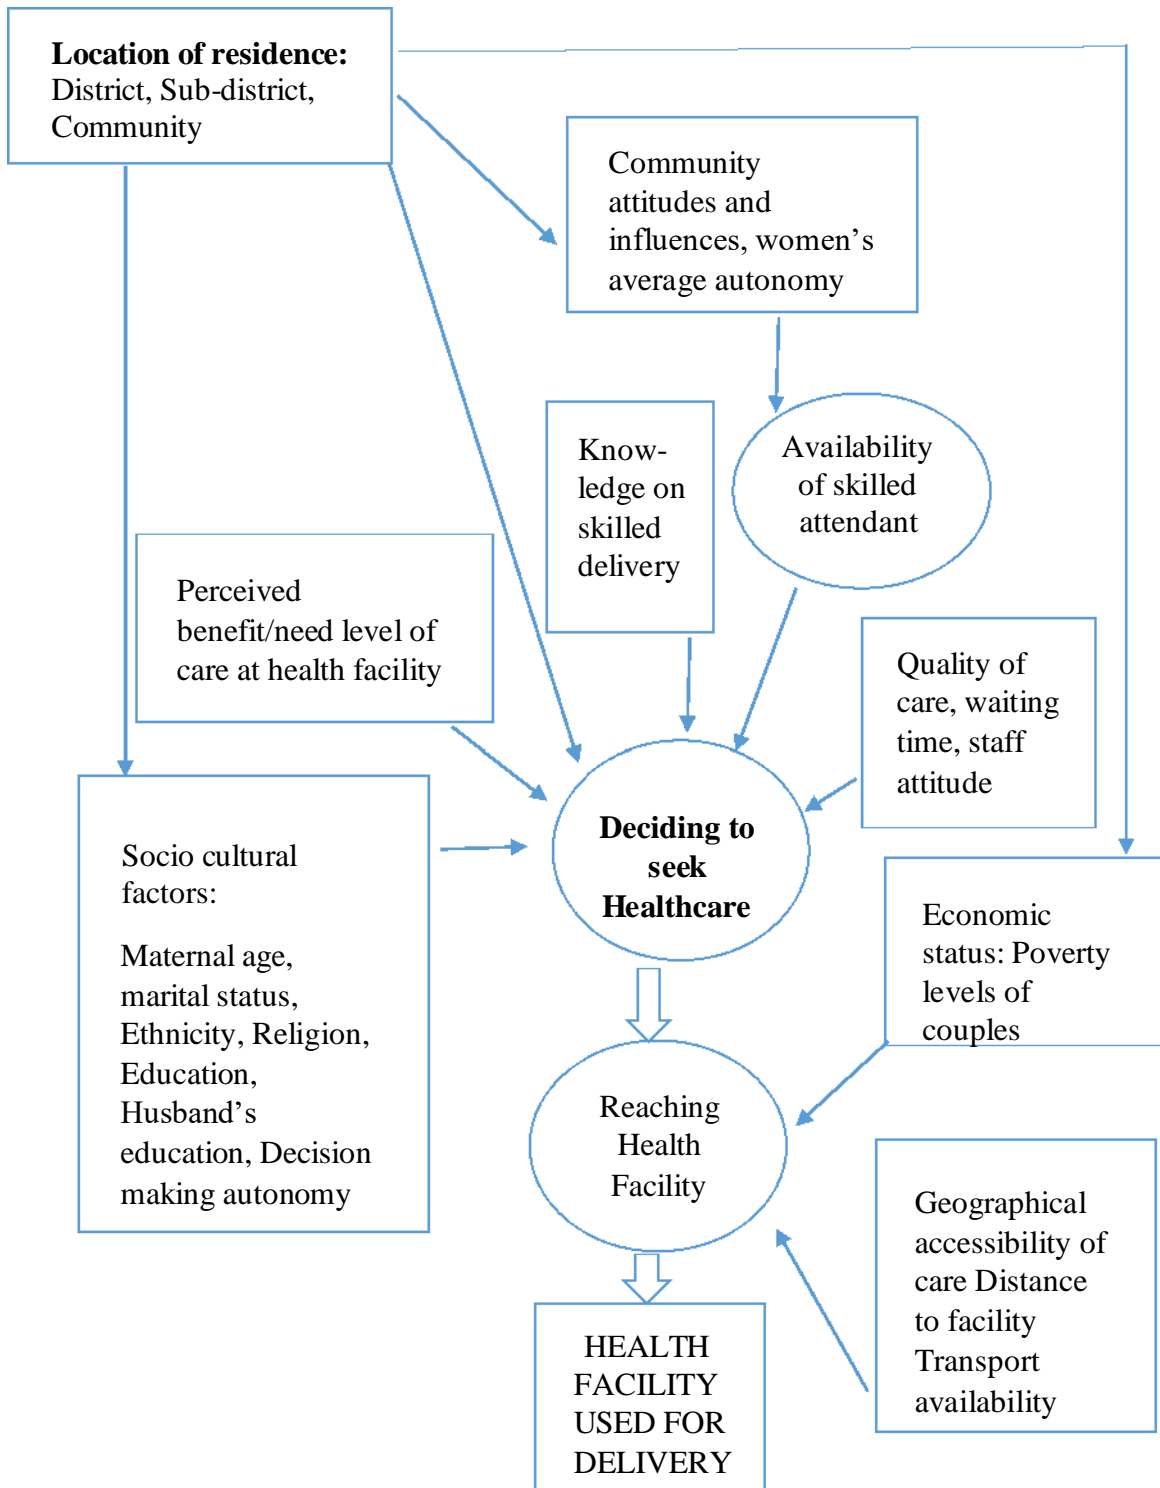 Location of residence:
District, Sub-district,
Community
Community
attitudes and
influences, women’s
average autonomy
Know-
ledge on
skilled
delivery
Availability
of skilled
attendant
Perceived
benefit/need level of
care at health facility
Quality of
care, waiting
time, staff
attitude
Socio cultural
factors:
Maternal age,
marital status,
Ethnicity, Religion,
Education,
Husband’s
education, Decision
making autonomy
Deciding to
seek
Healthcare
Economic
status: Poverty
levels of
couples
Reaching
Health
Facility
Geographical
accessibility of
care Distance
to facility
Transport
availability
HEALTH
FACILITY
USED FOR
DELIVERY